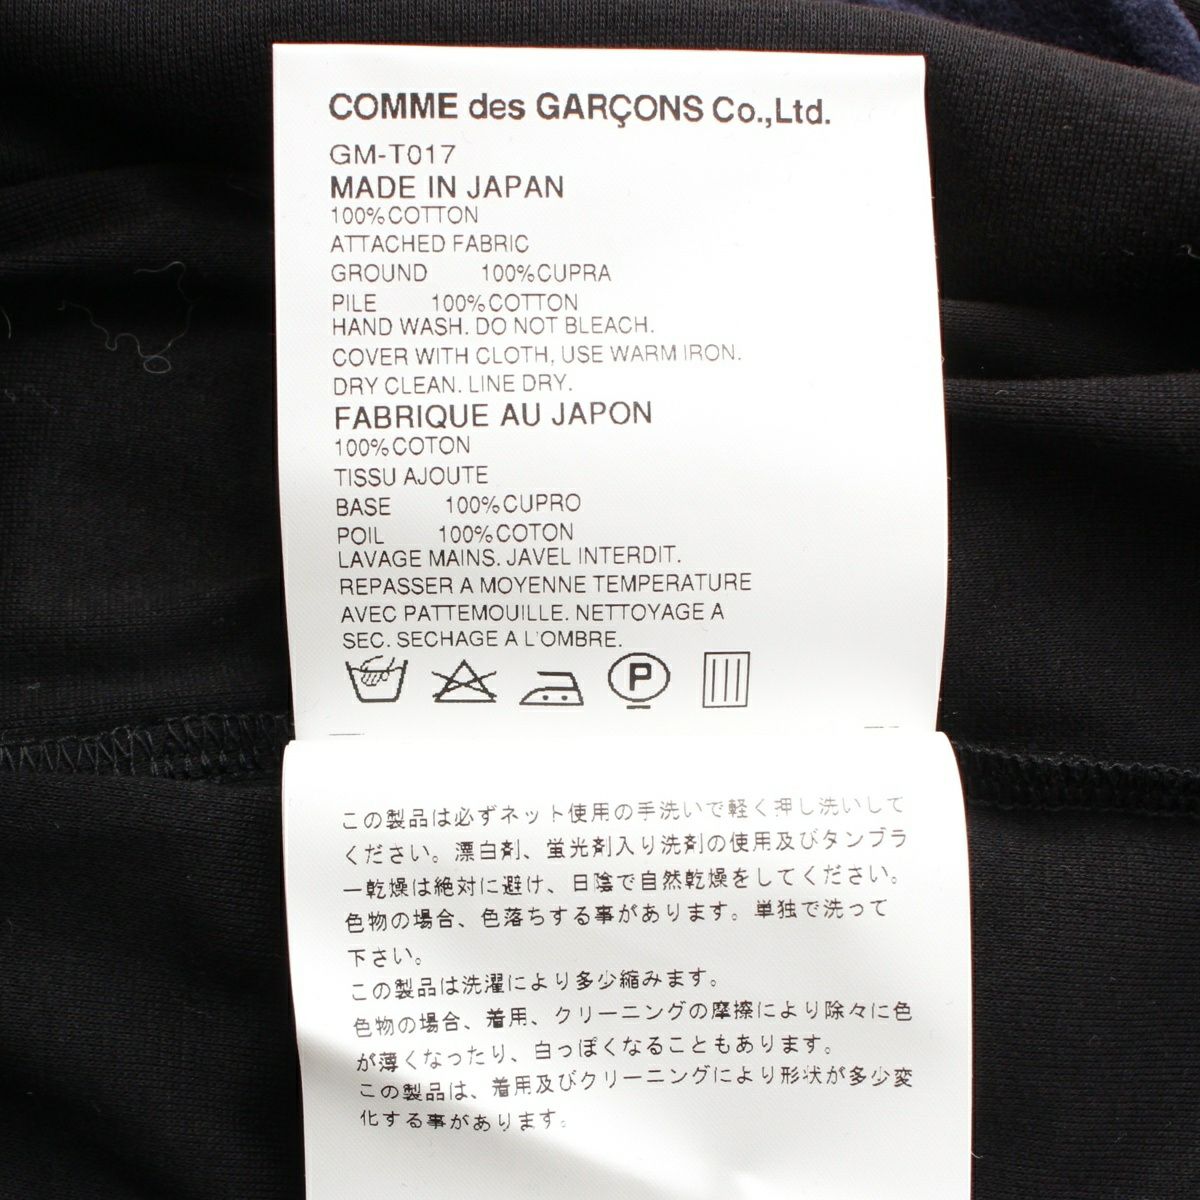 COMME des GARÇONS Co.,Ltd.
GM-T017
MADE IN JAPAN
100%COTTON
ATTACHED FABRIC
GROUND 100%CUPRA
PILE 100%COTTON
HAND WASH. DO NOT BLEACH.
COVER WITH CLOTH, USE WARM IRON.
DRY CLEAN. LINE DRY.
FABRIQUE AU JAPON
100%COTON
TISSU AJOUTE
BASE 100%CUPRO
POIL 100%COTON
LAVAGE MAINS. JAVEL INTERDIT.
REPASSER A MOYENNE TEMPERATURE
AVEC PATTEMOUILLE. NETTOYAGE A
SEC. SECHAGE A L'OMBRE.
P
この製品は必ずネット使用の手洗いで軽く押し洗いして
ください。漂白剤、蛍光剤入り洗剤の使用及びタンブラ
ー乾燥は絶対に避け、日陰で自然乾燥をしてください。
色物の場合、色落ちする事があります。単独で洗って
下さい。
この製品は洗濯により多少縮みます。
色物の場合、着用、クリーニングの摩擦により除々に色
が薄くなったり、白っぽくなることもあります。
この製品は、着用及びクリーニングにより形状が多少変
化する事があります。